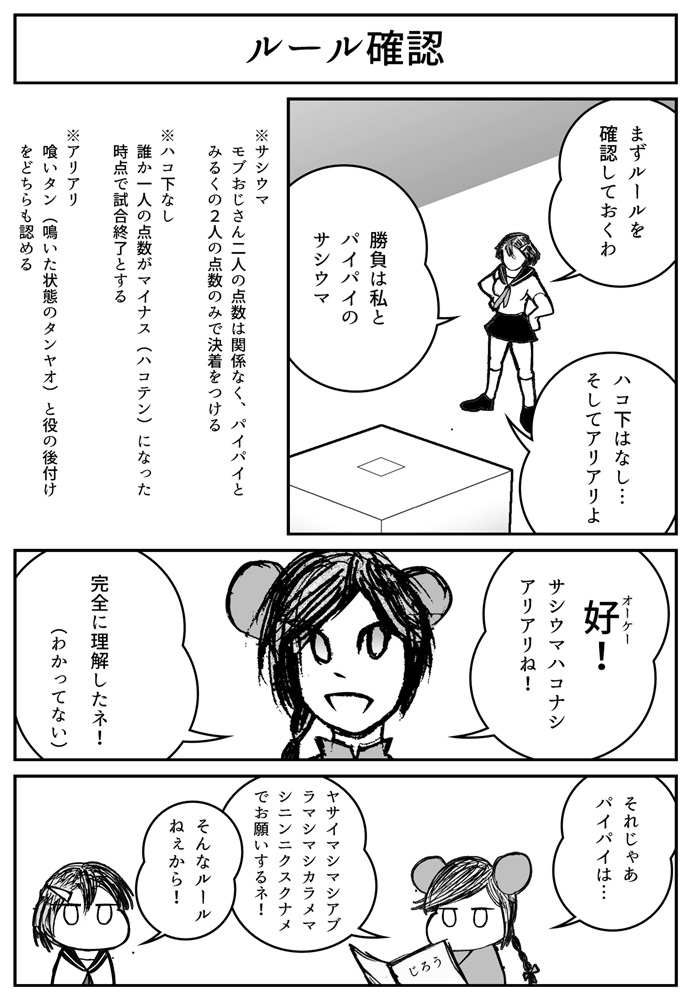 ルール確認
まずルールを
確認しておくわ
勝負は私と
パイパイの
サシウマ
ハコ下はなし…
そしてアリアリよ
※サシウマ
モブおじさん二人の点数は関係なく、パイパイと
みるくの２人の点数のみで決着をつける
※ハコ下なし
誰か一人の点数がマイナス（ハコテン）になった
時点で試合終了とする
※アリアリ
喰いタン（鳴いた状態のタンヤオ）と役の後付け
をどちらも認める
オーケー
好！
サシウマハコナシ
アリアリね！
完全に理解したネ！
（わかってない）
それじゃあ
パイパイは…
ヤサイマシマシアブ
ラマシマシカラメマ
シニンニクスクナメ
でお願いするネ！
じろう
そんなルール
ねぇから！